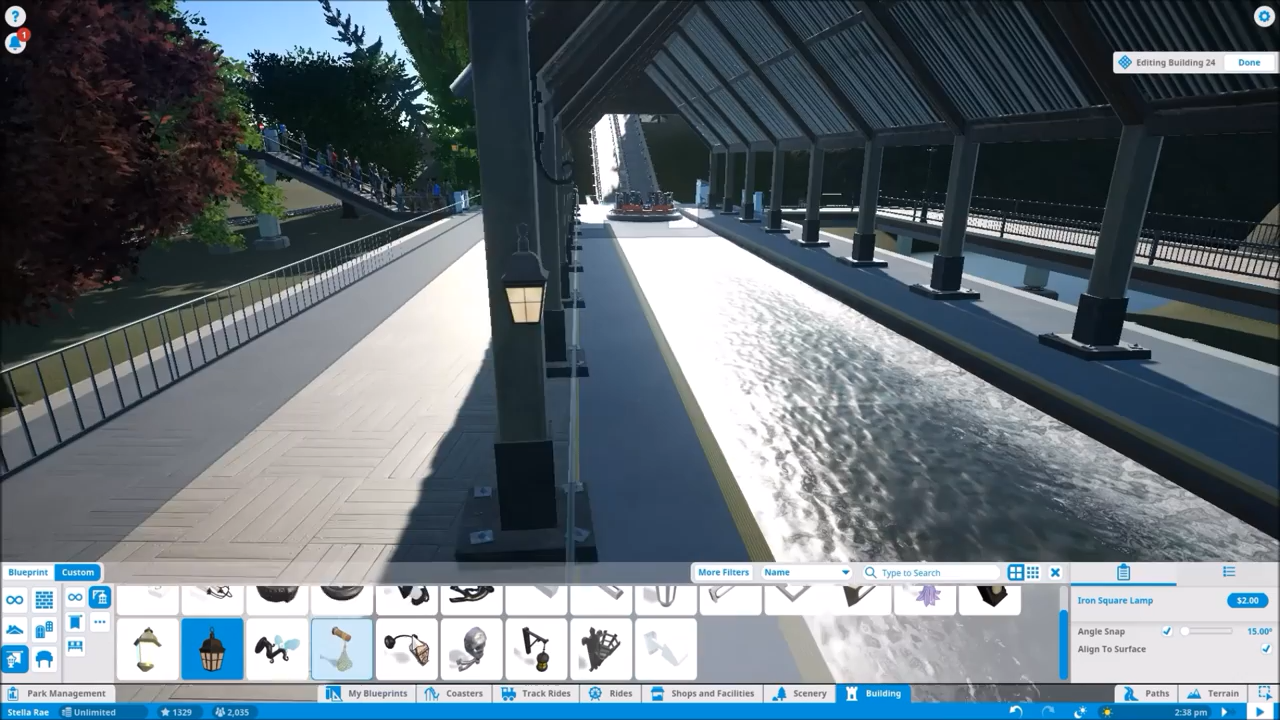 ?
1
Editing Building 24
Done
Blueprint
Custom
More Filters
Name
Type to Search
Iron Square Lamp
$2.00
Angle Snap
15.00°
Align To Surface
Park Management
My Blueprints
Coasters
Track Rides
Rides
Shops and Facilities
Scenery
Building
Paths
Terrain
Stella Rae
Unlimited
1329
2,035
2:38 pm